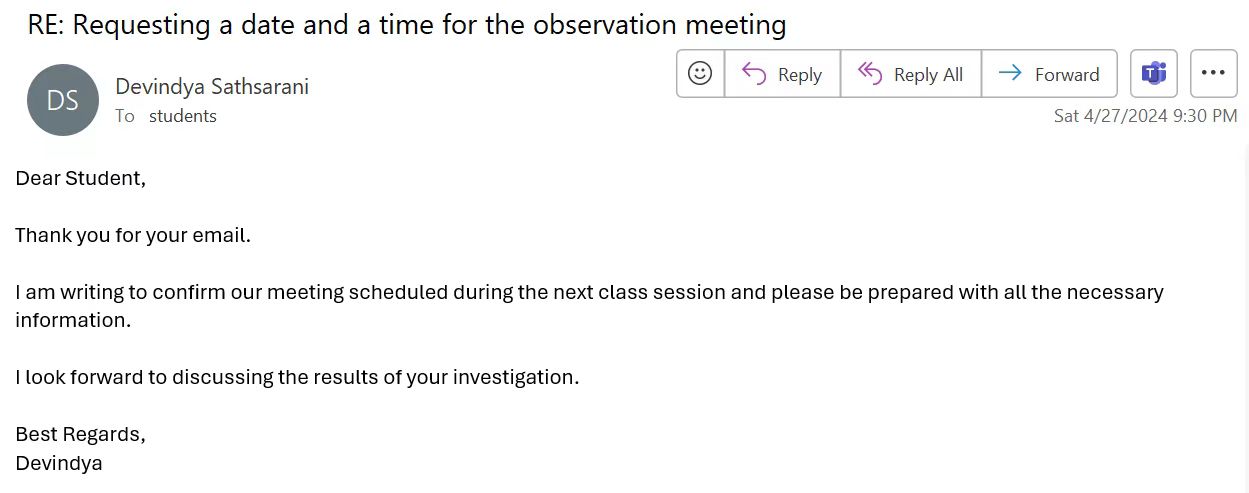 RE: Requesting a date and a time for the observation meeting
DS
Devindya Sathsarani
To students
Reply
Reply All
Forward
Sat 4/27/2024 9:30 PM
Dear Student,
Thank you for your email.
I am writing to confirm our meeting scheduled during the next class session and please be prepared with all the necessary
information.
I look forward to discussing the results of your investigation.
Best Regards,
Devindya